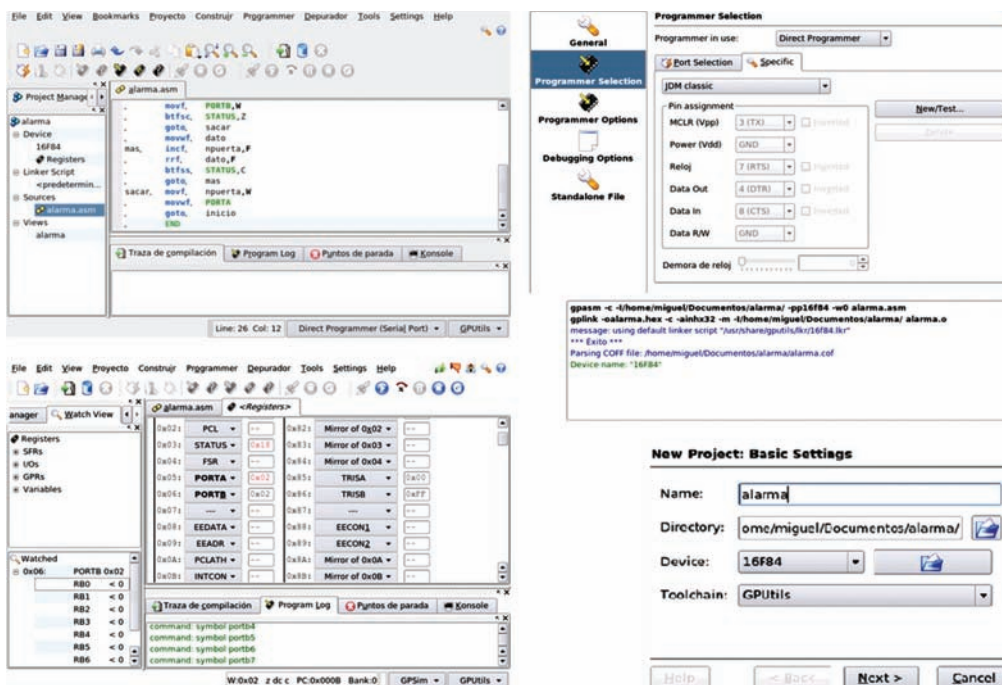 File Edit View Bookmarks Proyecto Construir Programmer Depurador Tools Settings Help
Project Manage
alarma
Device
16F84
Registers
Linker Script
<predetermin...
Sources
alarma.asm
Views
alarma
alarma.asm
. movf, PORTB,W
. btfsc, STATUS,Z
. goto, sacar
. movwf, dato
mas, incf, npuerta,F
. rrf, dato,F
. btfss, STATUS,C
. goto, mas
sacar, movf, npuerta,W
. movwf, PORTA
. goto, inicio
. END
Traza de compilación Program Log Puntos de parada Konsole
Line: 26 Col: 12 Direct Programmer (Serial Port) GPUtils
General
Programmer Selection
Programmer Options
Debugging Options
Standalone File
Programmer Selection
Programmer in use: Direct Programmer
Port Selection Specific
JDM classic
Pin assignment
MCLR (Vpp) 3 (TX) Inverted
Power (Vdd) GND
Reloj 7 (RTS) Inverted
Data Out 4 (DTR) Inverted
Data In 8 (CTS) Inverted
Data R/W GND
Demora de reloj 0
New/Test...
gpasm -c -I/home/miguel/Documentos/alarma/ -pp16f84 -w0 alarma.asm
gplink -oalarma.hex -c -ainhx32 -m -I/home/miguel/Documentos/alarma/ alarma.o
message: using default linker script "/usr/share/gputils/lkr/16f84.lkr"
*** Éxito ***
Parsing COFF file: /home/miguel/Documentos/alarma/alarma.cof
Device name: "16F84"
File Edit View Proyecto Construir Programmer Depurador Tools Settings Help
anager Watch View
Registers
SFRs
I/Os
GPRs
Variables
Watched
0x06: PORTB 0x02
RB0 < 0
RB1 < 0
RB2 < 0
RB3 < 0
RB4 < 0
RB5 < 0
RB6 < 0
alarma.asm <Registers>
0x02: PCL -- 0x82: Mirror of 0x02 --
0x03: STATUS 0x18 0x83: Mirror of 0x03 --
0x04: FSR -- 0x84: Mirror of 0x04 --
0x05: PORTA 0x02 0x85: TRISA 0x00
0x06: PORTB 0x02 0x86: TRISB 0xFF
0x07: --- 0x87: ---
0x08: EEDATA -- 0x88: EECON1 --
0x09: EEADR -- 0x89: EECON2 --
0x0A: PCLATH -- 0x8A: Mirror of 0x0A --
0x0B: INTCON -- 0x8B: Mirror of 0x0B --
Traza de compilación Program Log Puntos de parada Konsole
command: symbol portb4
command: symbol portb5
command: symbol portb6
command: symbol portb7
W:0x02 z dc c PC:0x000B Bank:0 GPSim GPUtils
New Project: Basic Settings
Name: alarma
Directory: ome/miguel/Documentos/alarma/
Device: 16F84
Toolchain: GPUtils
Help < Back Next > Cancel